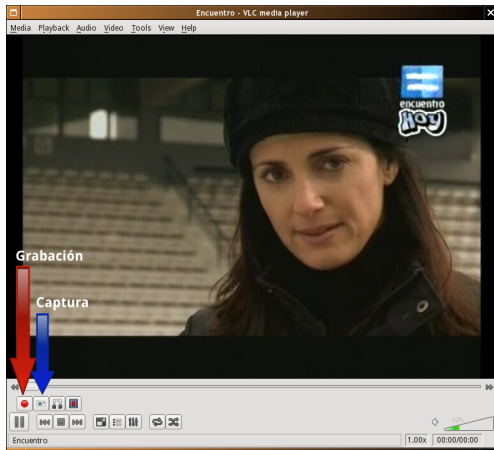 Encuentro - VLC media player
Media Playback Audio Video Tools View Help
encuentro
Hoy
Grabación
Captura
Encuentro
1.00x 00:00/00:00